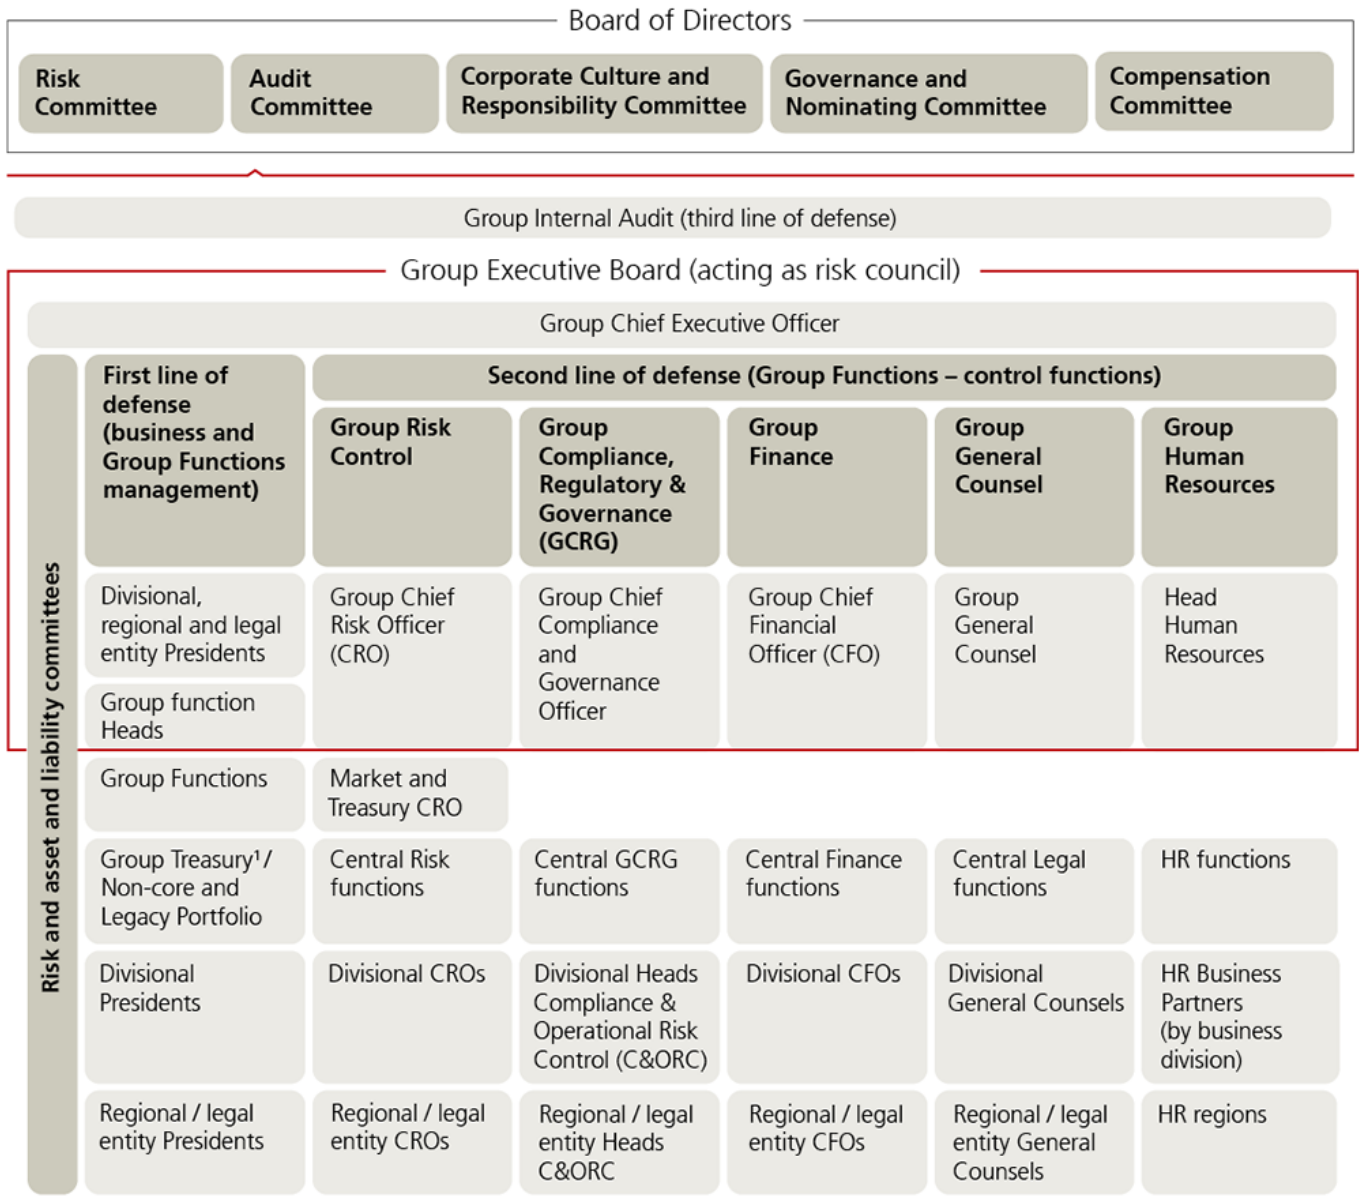 Board of Directors
Risk
Committee
Audit
Committee
Corporate Culture and
Responsibility Committee
Governance and
Nominating Committee
Compensation
Committee
Group Internal Audit (third line of defense)
Group Executive Board (acting as risk council)
Group Chief Executive Officer
Risk and asset and liability committees
First line of
defense
(business and
Group Functions
management)
Second line of defense (Group Functions – control functions)
Group Risk
Control
Group
Compliance,
Regulatory &
Governance
(GCRG)
Group
Finance
Group
General
Counsel
Group
Human
Resources
Divisional,
regional and legal
entity Presidents
Group function
Heads
Group Chief
Risk Officer
(CRO)
Group Chief
Compliance
and
Governance
Officer
Group Chief
Financial
Officer (CFO)
Group
General
Counsel
Head
Human
Resources
Group Functions
Market and
Treasury CRO
Group Treasury¹/
Non-core and
Legacy Portfolio
Central Risk
functions
Central GCRG
functions
Central Finance
functions
Central Legal
functions
HR functions
Divisional
Presidents
Divisional CROs
Divisional Heads
Compliance &
Operational Risk
Control (C&ORC)
Divisional CFOs
Divisional
General Counsels
HR Business
Partners
(by business
division)
Regional / legal
entity Presidents
Regional / legal
entity CROs
Regional / legal
entity Heads
C&ORC
Regional / legal
entity CFOs
Regional / legal
entity General
Counsels
HR regions